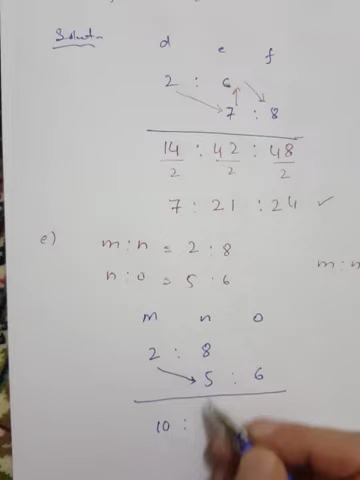 Solutn
d e f
2 : 6
7 : 8
14/2 : 42/2 : 48/2
7 : 21 : 24 ✓
e) m:n = 2 : 8
m:n
n:o = 5 : 6
m n o
2 : 8
5 : 6
10 :